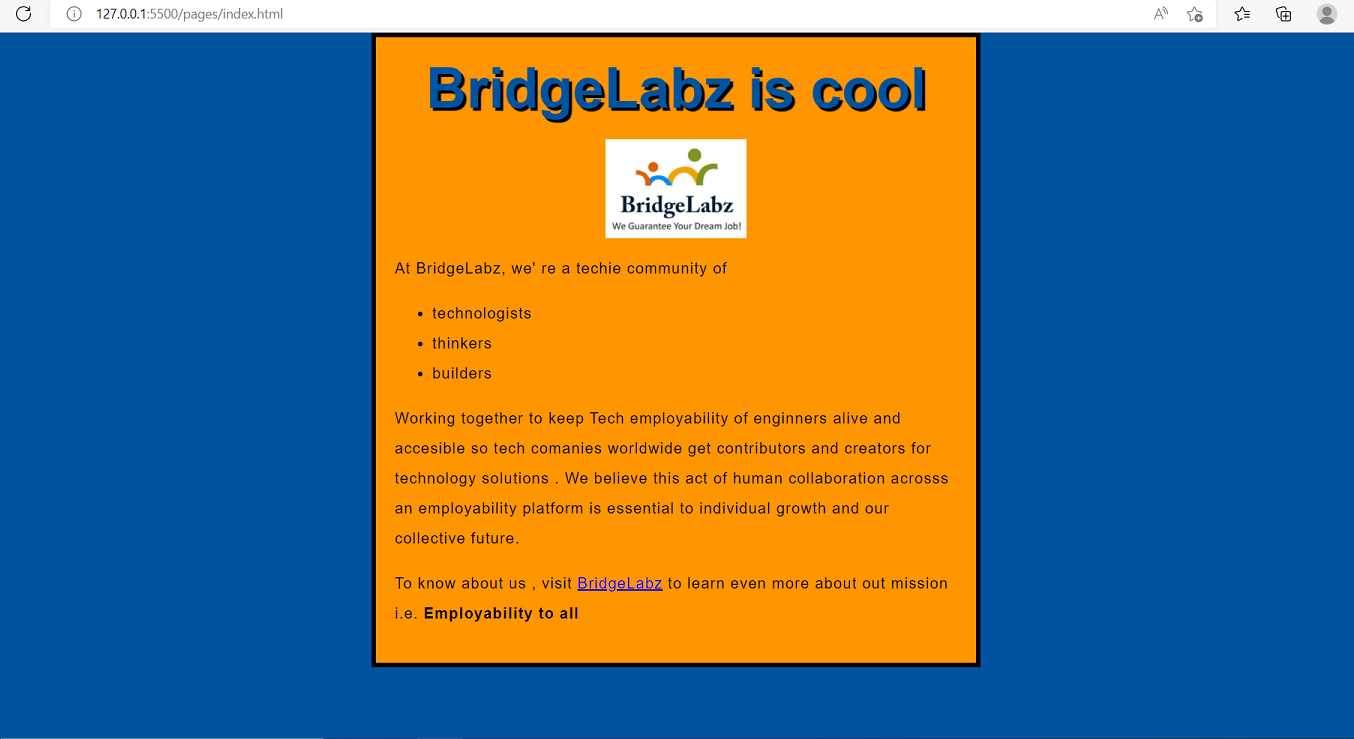 127.0.0.1:5500/pages/index.html
BridgeLabz is cool
BridgeLabz
We Guarantee Your Dream Job!
At BridgeLabz, we' re a techie community of
technologists
thinkers
builders
Working together to keep Tech employability of enginners alive and
accesible so tech comanies worldwide get contributors and creators for
technology solutions . We believe this act of human collaboration acrosss
an employability platform is essential to individual growth and our
collective future.
To know about us , visit BridgeLabz to learn even more about out mission
i.e. Employability to all